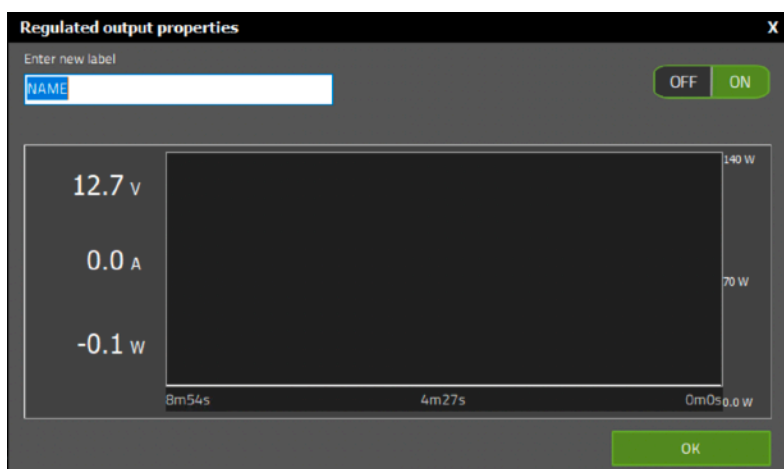 Regulated output properties X
Enter new label
NAME
OFF ON
140 W
12.7 V
0.0 A
70 W
-0.1 W
8m54s 4m27s 0m0s 0.0 W
OK